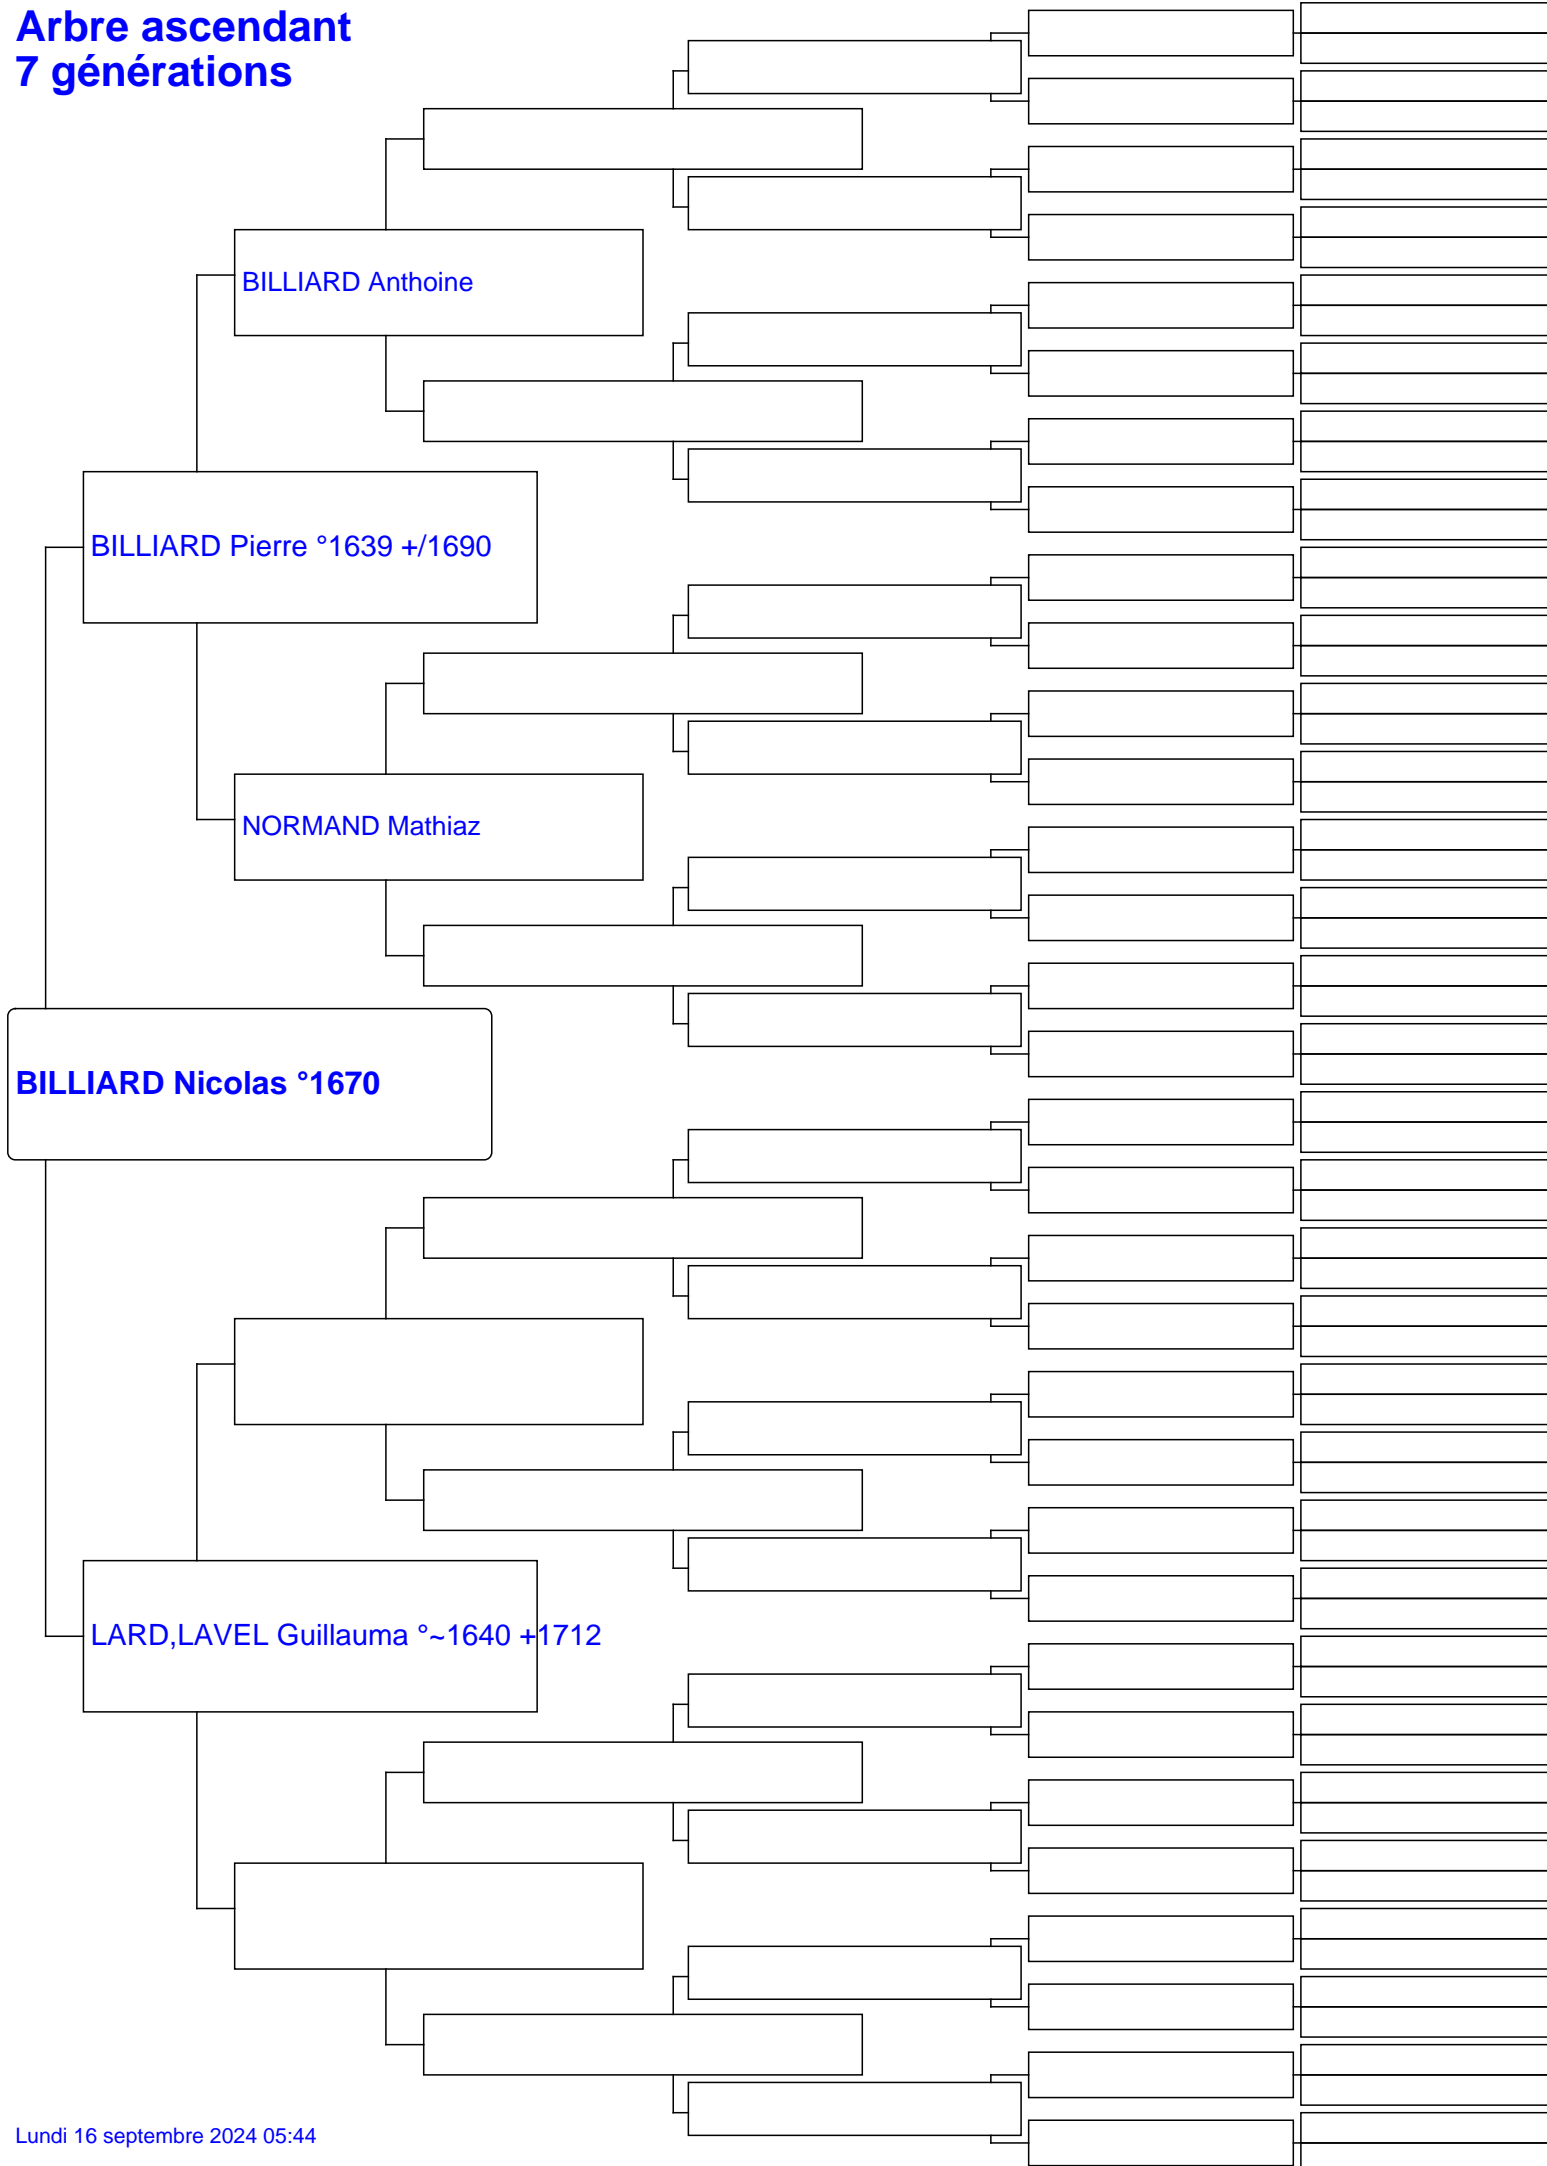 Arbre ascendant
7 générations
BILLIARD Anthoine
BILLIARD Pierre °1639 +/1690
NORMAND Mathiaz
BILLIARD Nicolas °1670
LARD,LAVEL Guillauma °~1640 +1712
Lundi 16 septembre 2024 05:44